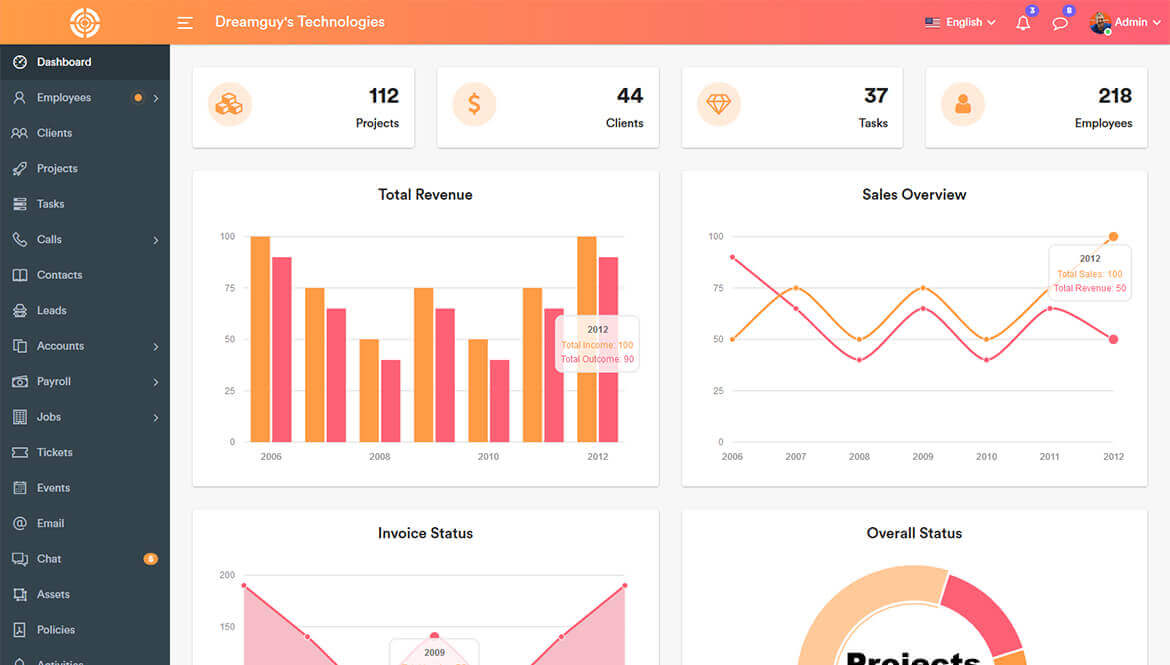 Dreamguy's Technologies
English
3
8
Admin
Dashboard
Employees
Clients
Projects
Tasks
Calls
Contacts
Leads
Accounts
Payroll
Jobs
Tickets
Events
Email
Chat
6
Assets
Policies
Activities
112
Projects
44
Clients
37
Tasks
218
Employees
Total Revenue
100
75
50
25
0
2006
2008
2010
2012
2012
Total Income: 100
Total Outcome: 90
Sales Overview
100
75
50
25
0
2006
2007
2008
2009
2010
2011
2012
2012
Total Sales: 100
Total Revenue: 50
Invoice Status
200
150
2009
Overall Status
Projects